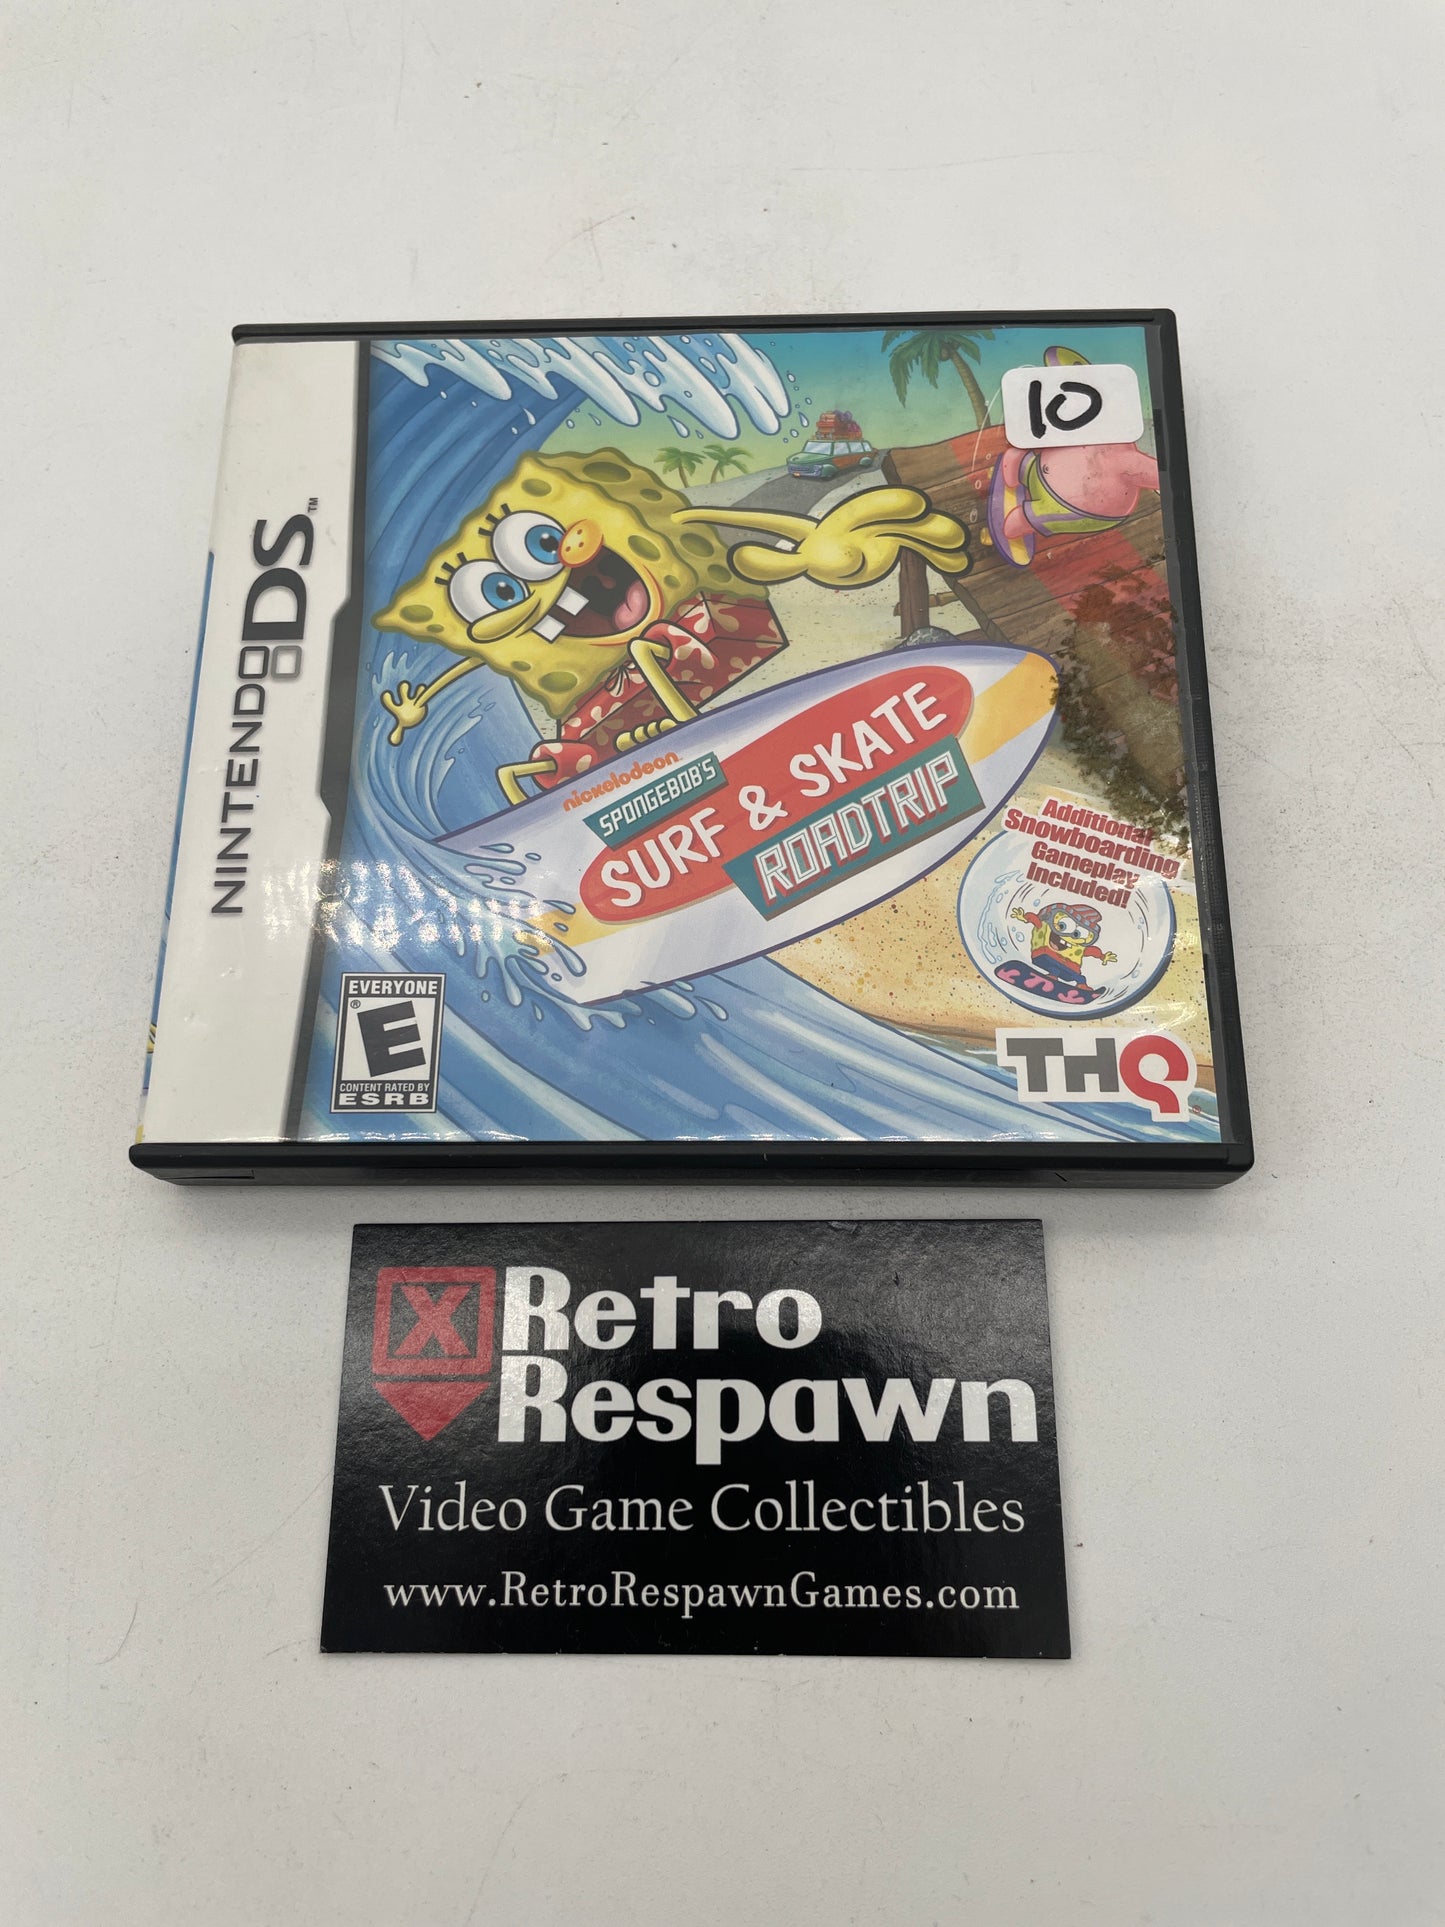 NINTENDO DS™
10
nickelodeon
SPONGEBOB'S
SURF & SKATE
ROADTRIP
Additional
Snowboarding
Gameplay
Included!
EVERYONE
E
®
CONTENT RATED BY
ESRB
THQ
X
Retro
Respawn
Video Game Collectibles
www.RetroRespawnGames.com